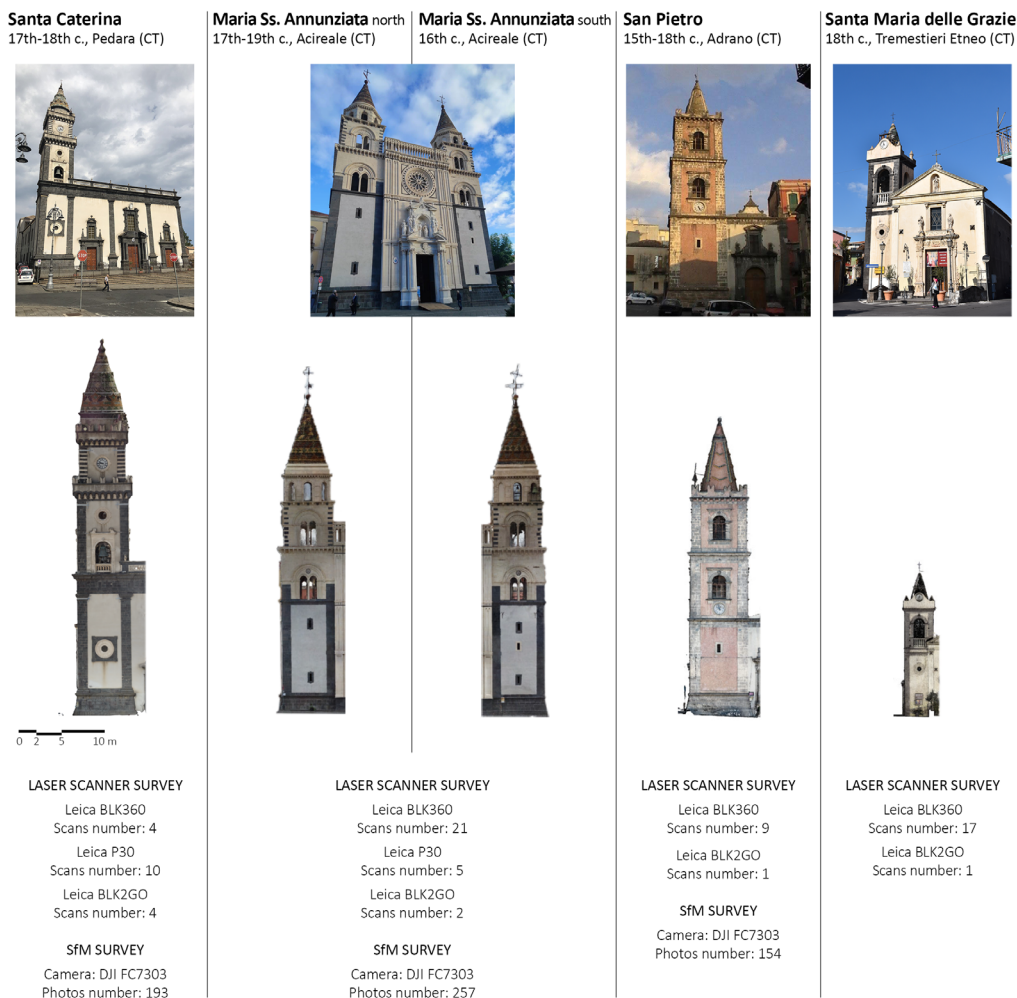 Santa Caterina
17th-18th c., Pedara (CT)
Maria Ss. Annunziata north
17th-19th c., Acireale (CT)
Maria Ss. Annunziata south
16th c., Acireale (CT)
San Pietro
15th-18th c., Adrano (CT)
Santa Maria delle Grazie
18th c., Tremestieri Etneo (CT)
0 2 5 10 m
LASER SCANNER SURVEY
Leica BLK360
Scans number: 4
Leica P30
Scans number: 10
Leica BLK2GO
Scans number: 4
SfM SURVEY
Camera: DJI FC7303
Photos number: 193
LASER SCANNER SURVEY
Leica BLK360
Scans number: 21
Leica P30
Scans number: 5
Leica BLK2GO
Scans number: 2
SfM SURVEY
Camera: DJI FC7303
Photos number: 257
LASER SCANNER SURVEY
Leica BLK360
Scans number: 9
Leica BLK2GO
Scans number: 1
SfM SURVEY
Camera: DJI FC7303
Photos number: 154
LASER SCANNER SURVEY
Leica BLK360
Scans number: 17
Leica BLK2GO
Scans number: 1